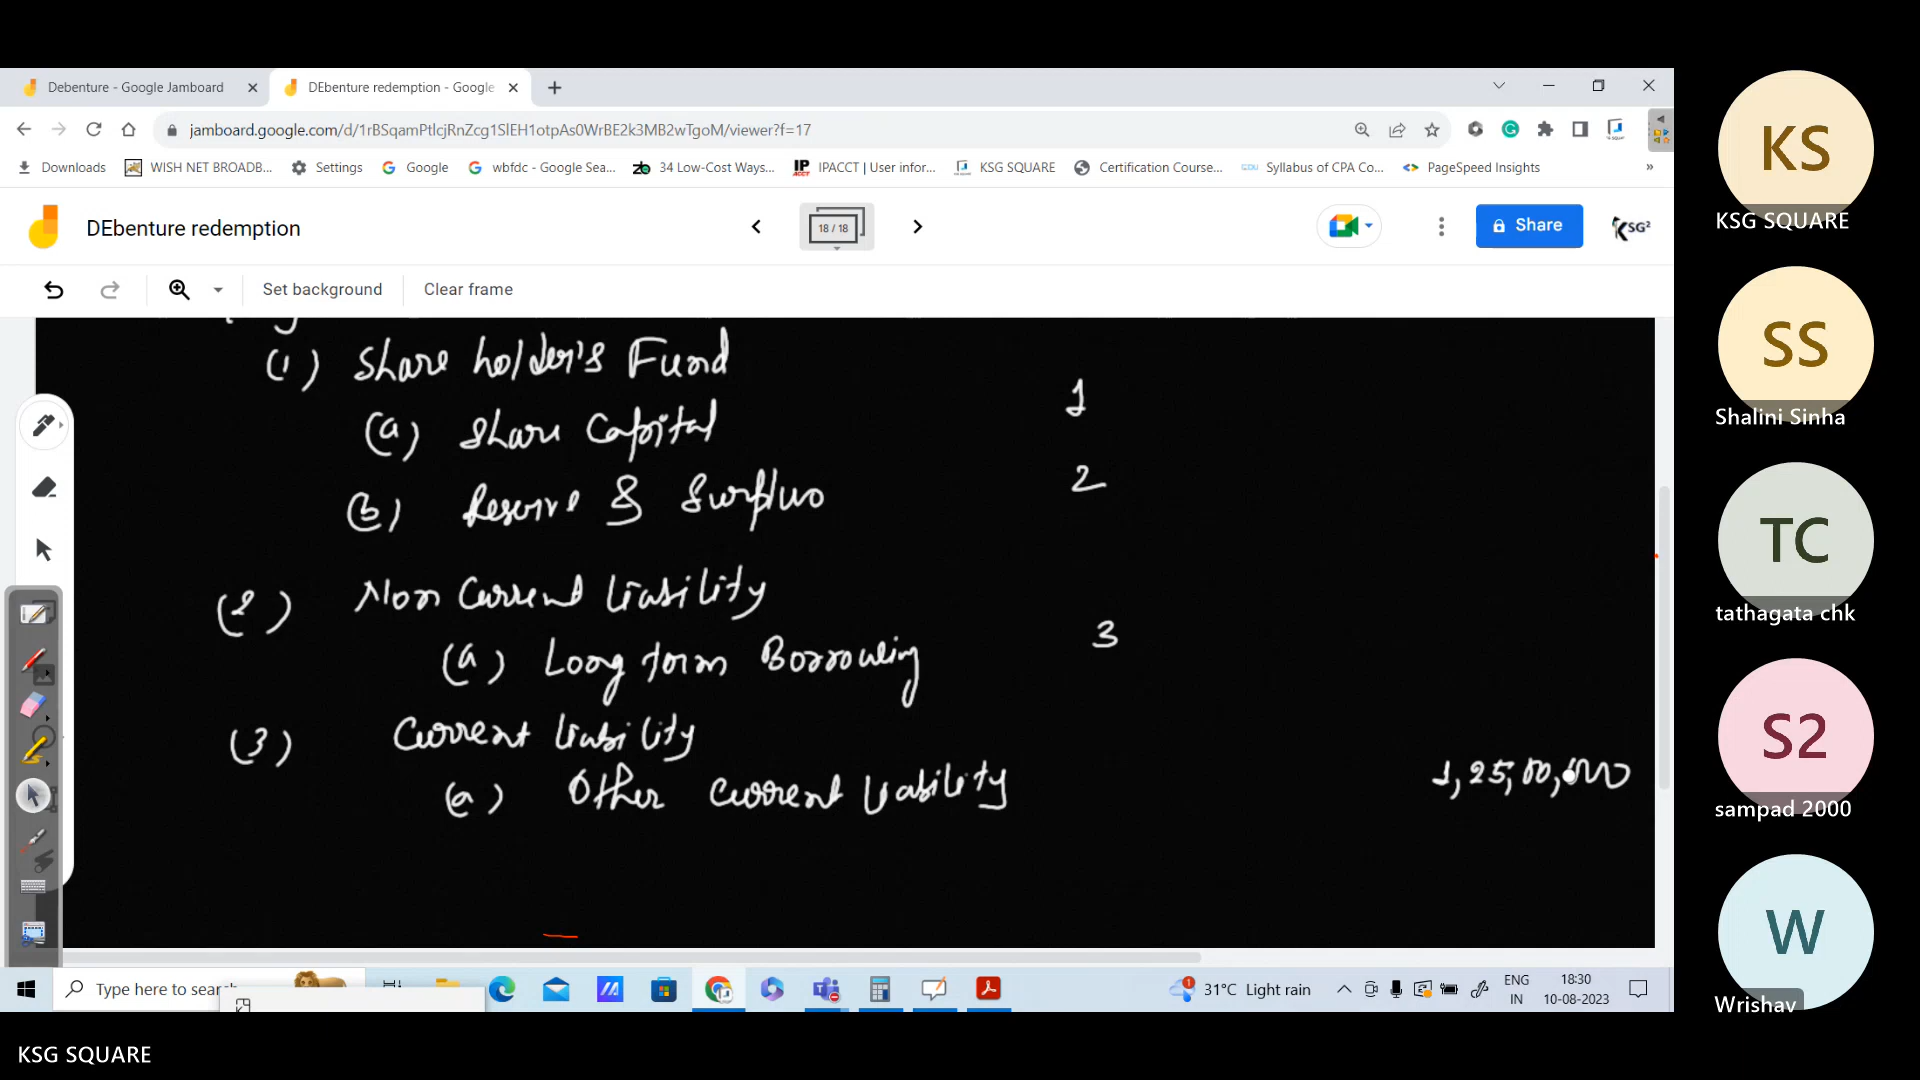 Debenture - Google Jamboard
DEbenture redemption - Google
jamboard.google.com/d/1rBSqamPtlcjRnZcg1SlEH1otpAs0WrBE2k3MB2wTgoM/viewer?f=17
Downloads WISH NET BROADB... Settings Google wbfdc - Google Sea... 34 Low-Cost Ways... IPACCT | User infor... KSG SQUARE Certification Course... Syllabus of CPA Co... PageSpeed Insights »
DEbenture redemption
18 / 18
Share
KSG²
Set background
Clear frame
(1) Share holder's Fund
(a) Share Capital 1
(b) Reserve & Surplus 2
(2) Non Current Liability
(a) Long term Borrowing 3
(3) Current Liability
(a) Other Current Liability 1,25,00,000
Type here to search
31°C Light rain
ENG
IN
18:30
10-08-2023
KS
KSG SQUARE
SS
Shalini Sinha
TC
tathagata chk
S2
sampad 2000
W
Wrishav
KSG SQUARE